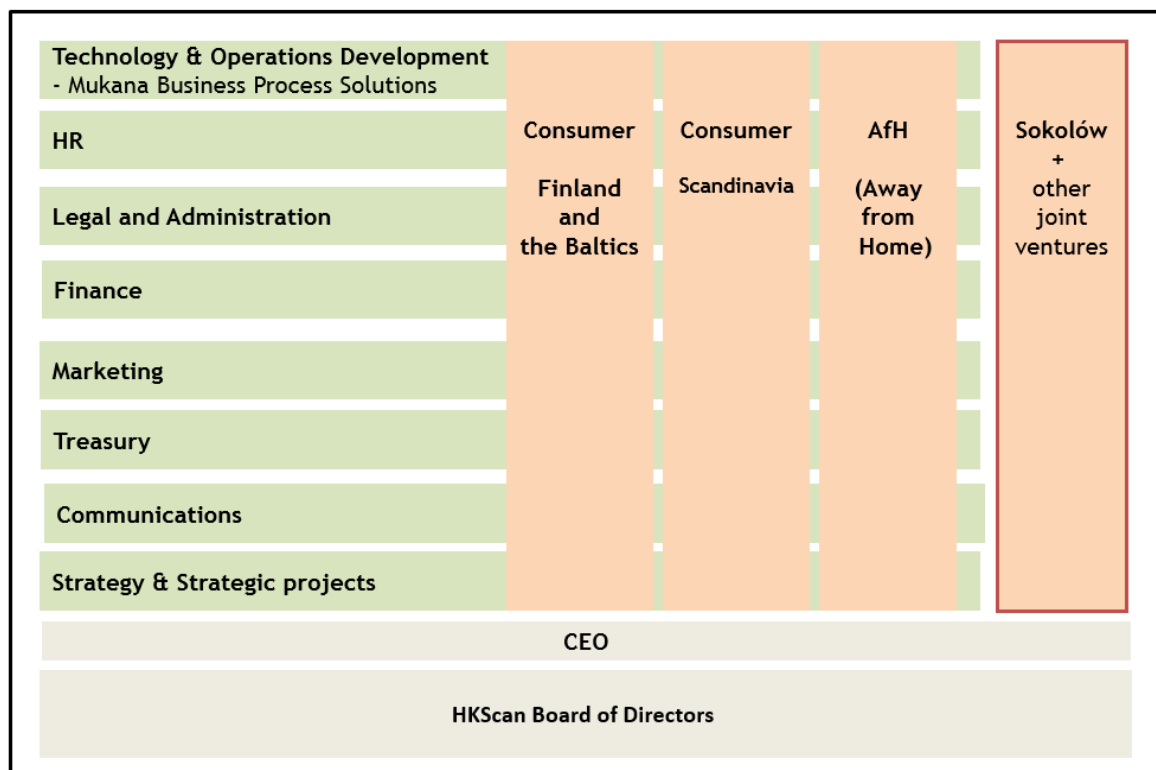 Technology & Operations Development
- Mukana Business Process Solutions
HR
Legal and Administration
Finance
Marketing
Treasury
Communications
Strategy & Strategic projects
Consumer
Finland
and
the Baltics
Consumer
Scandinavia
AfH
(Away
from
Home)
Sokolów
+
other
joint
ventures
CEO
HKScan Board of Directors